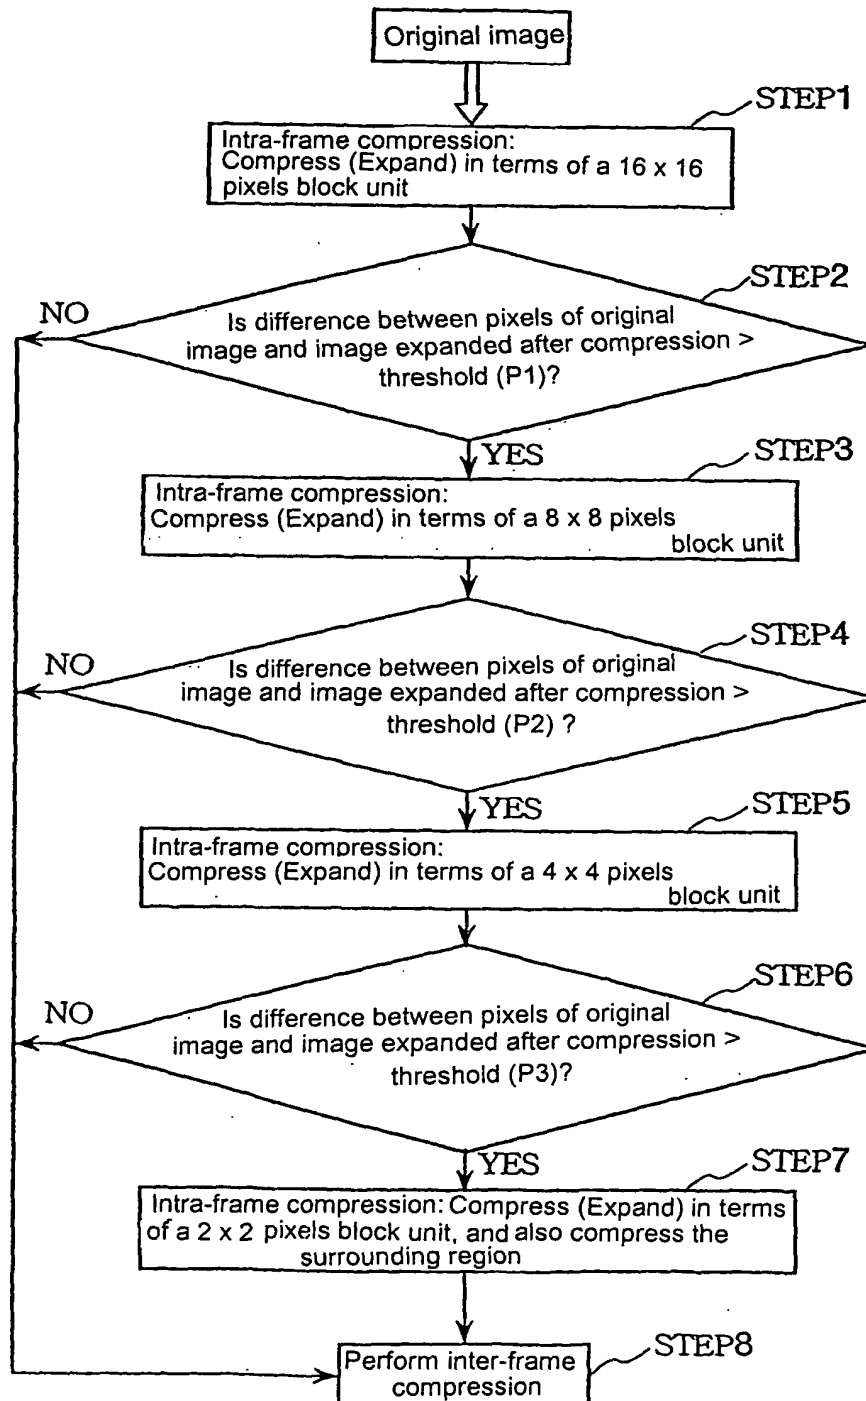 Original image
STEP1
Intra-frame compression:
Compress (Expand) in terms of a 16 x 16
pixels block unit
STEP2
NO
Is difference between pixels of original
image and image expanded after compression >
threshold (P1)?
YES
STEP3
Intra-frame compression:
Compress (Expand) in terms of a 8 x 8 pixels
block unit
STEP4
NO
Is difference between pixels of original
image and image expanded after compression >
threshold (P2) ?
YES
STEP5
Intra-frame compression:
Compress (Expand) in terms of a 4 x 4 pixels
block unit
STEP6
NO
Is difference between pixels of original
image and image expanded after compression >
threshold (P3)?
YES
STEP7
Intra-frame compression: Compress (Expand) in terms
of a 2 x 2 pixels block unit, and also compress the
surrounding region
STEP8
Perform inter-frame
compression